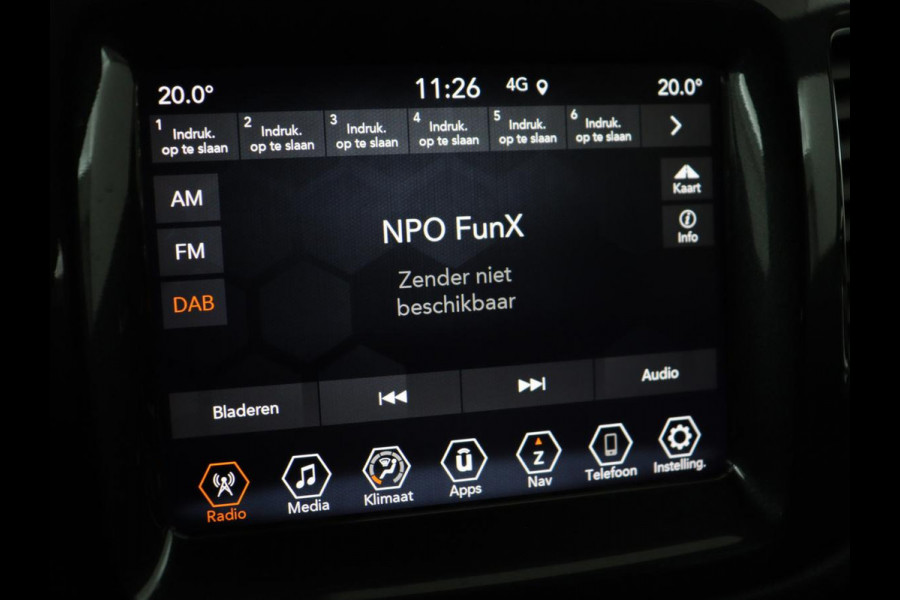 20.0° 11:26 4G 20.0°
1 Indruk. op te slaan
2 Indruk. op te slaan
3 Indruk. op te slaan
4 Indruk. op te slaan
5 Indruk. op te slaan
6 Indruk. op te slaan
AM
FM
DAB
NPO FunX
Zender niet
beschikbaar
Kaart
Info
Bladeren
Audio
Radio
Media
Klimaat
û
Apps
Z
Nav
Telefoon
Instelling.